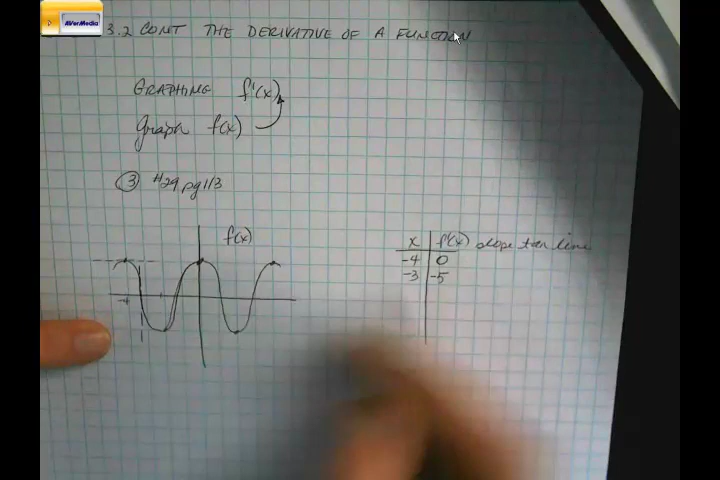 AVerMedia
3.2 CONT THE DERIVATIVE OF A FUNCTION
GRAPHING f'(x)
Graph f(x)
③ #29 pg 113
f(x)
x f'(x) slope tan line
-4 0
-3 -5
-4